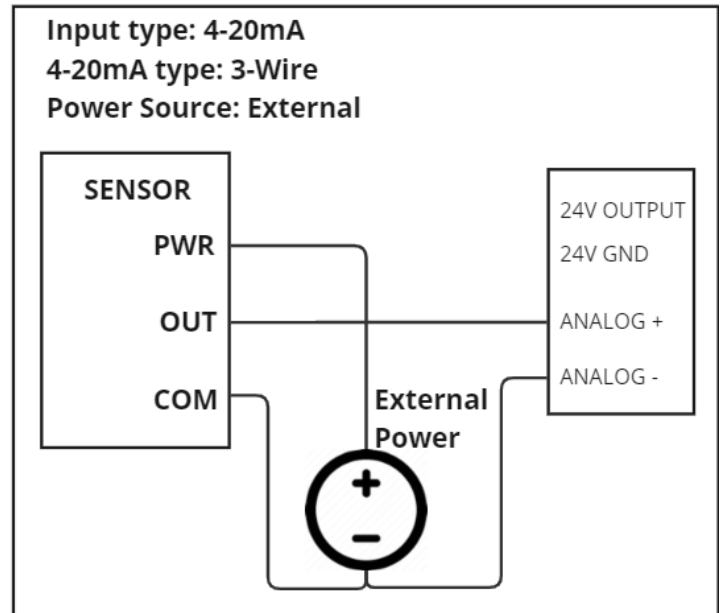 Input type: 4-20mA
4-20mA type: 3-Wire
Power Source: External
SENSOR
PWR
OUT
COM
External
Power
+
−
24V OUTPUT
24V GND
ANALOG +
ANALOG -